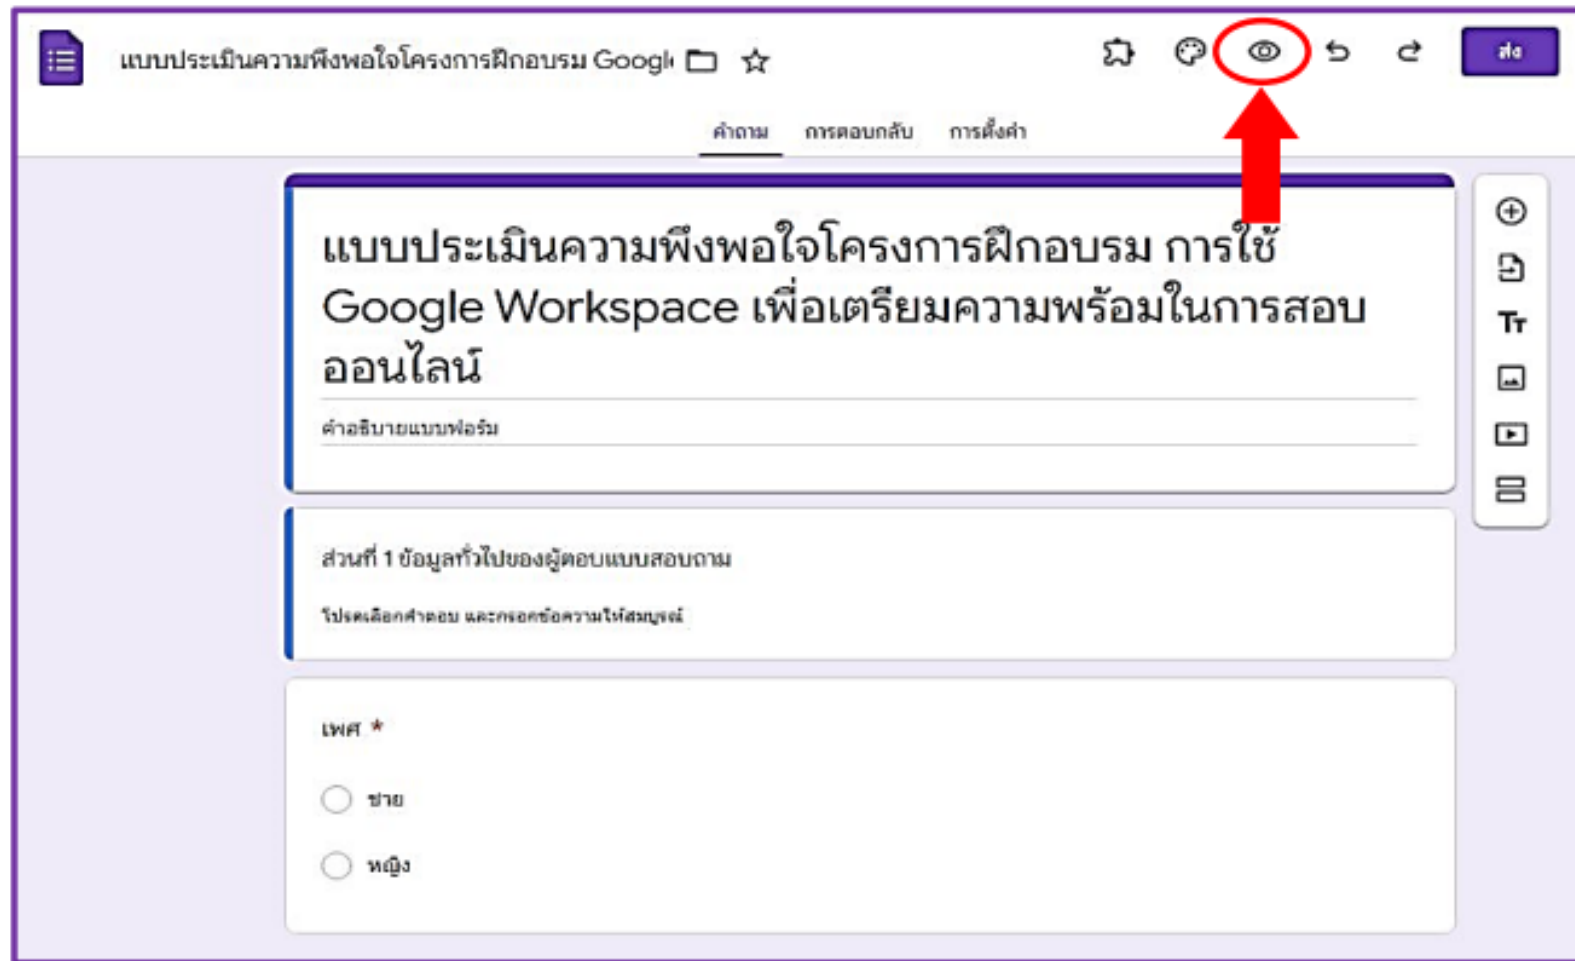 แบบประเมินความพึงพอใจโครงการฝึกอบรม Googl
ส่ง
คำถาม การตอบกลับ การตั้งค่า
แบบประเมินความพึงพอใจโครงการฝึกอบรม การใช้
Google Workspace เพื่อเตรียมความพร้อมในการสอบ
ออนไลน์
คำอธิบายแบบฟอร์ม
Tт
ส่วนที่ 1 ข้อมูลทั่วไปของผู้ตอบแบบสอบถาม
โปรดเลือกคำตอบ และกรอกข้อความให้สมบูรณ์
เพศ *
ชาย
หญิง